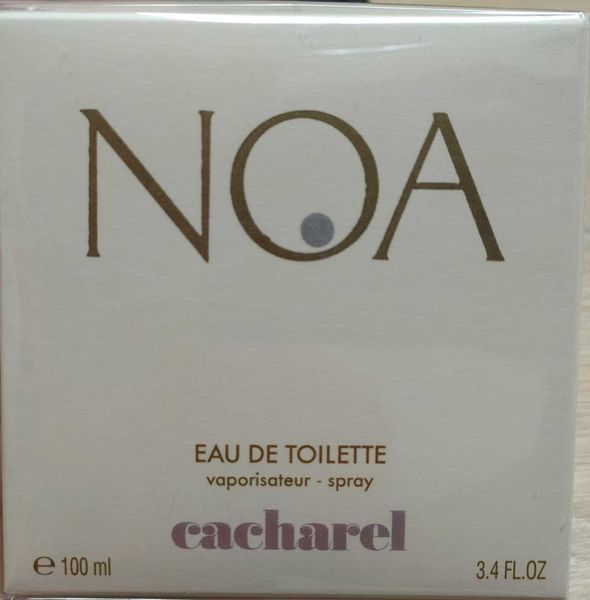 NOA
EAU DE TOILETTE
vaporisateur - spray
cacharel
℮ 100 ml 3.4 FL.OZ